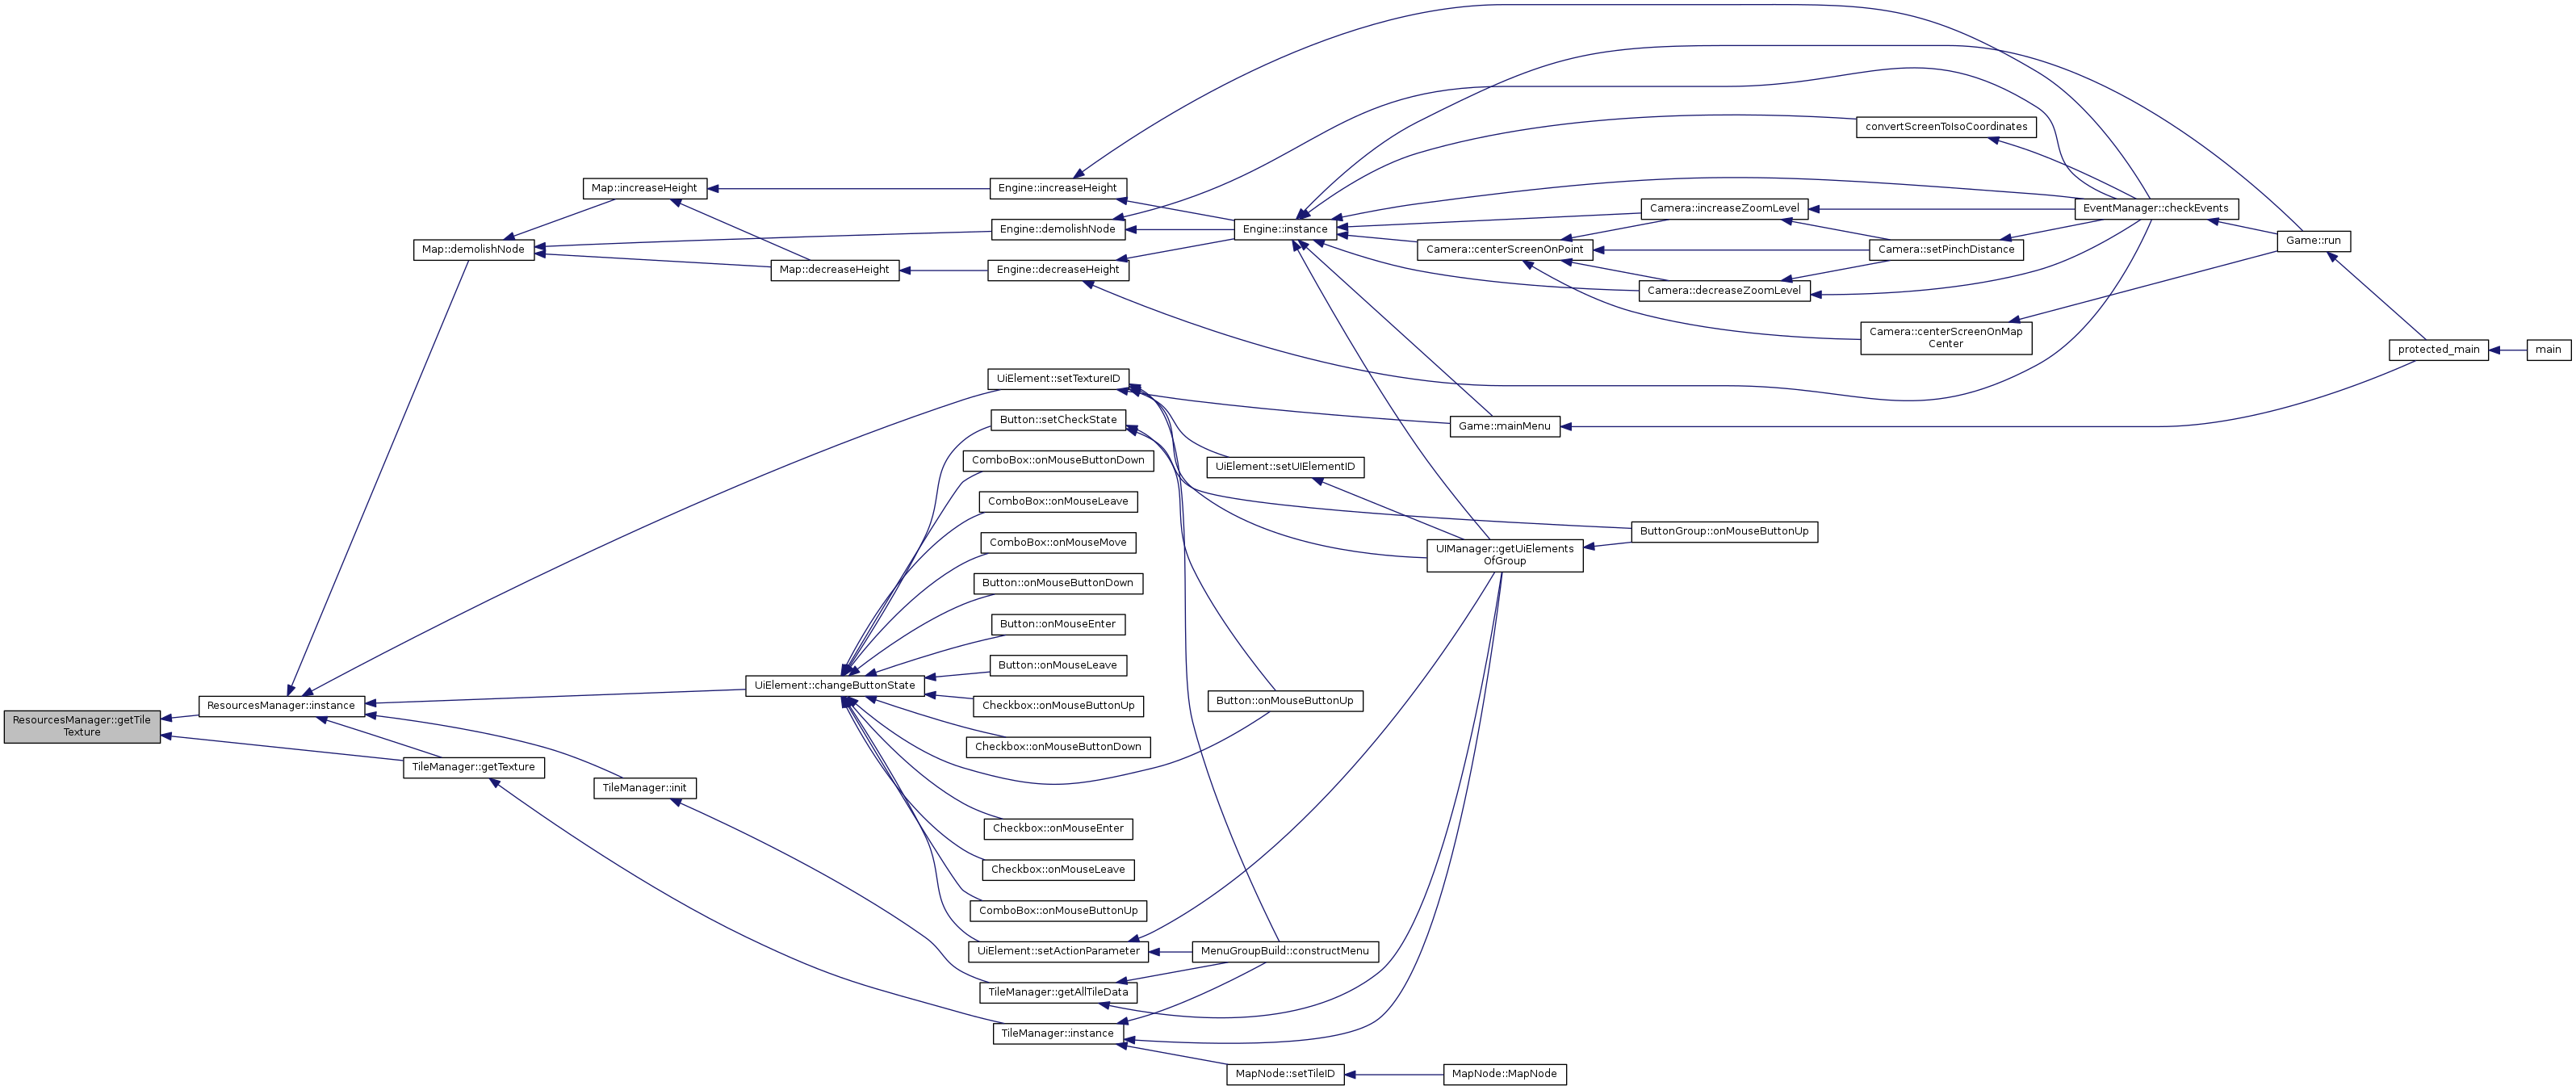 convertScreenToIsoCoordinates
Map::increaseHeight
Engine::increaseHeight
Camera::increaseZoomLevel
EventManager::checkEvents
Engine::demolishNode
Engine::instance
Game::run
Map::demolishNode
Camera::centerScreenOnPoint
Camera::setPinchDistance
Map::decreaseHeight
Engine::decreaseHeight
Camera::decreaseZoomLevel
Camera::centerScreenOnMap
Center
protected_main
main
UiElement::setTextureID
Button::setCheckState
Game::mainMenu
ComboBox::onMouseButtonDown
UiElement::setUIElementID
ComboBox::onMouseLeave
ButtonGroup::onMouseButtonUp
ComboBox::onMouseMove
UIManager::getUiElements
OfGroup
Button::onMouseButtonDown
Button::onMouseEnter
Button::onMouseLeave
UiElement::changeButtonState
ResourcesManager::instance
Checkbox::onMouseButtonUp
Button::onMouseButtonUp
ResourcesManager::getTile
Texture
Checkbox::onMouseButtonDown
TileManager::getTexture
TileManager::init
Checkbox::onMouseEnter
Checkbox::onMouseLeave
ComboBox::onMouseButtonUp
UiElement::setActionParameter
MenuGroupBuild::constructMenu
TileManager::getAllTileData
TileManager::instance
MapNode::setTileID
MapNode::MapNode